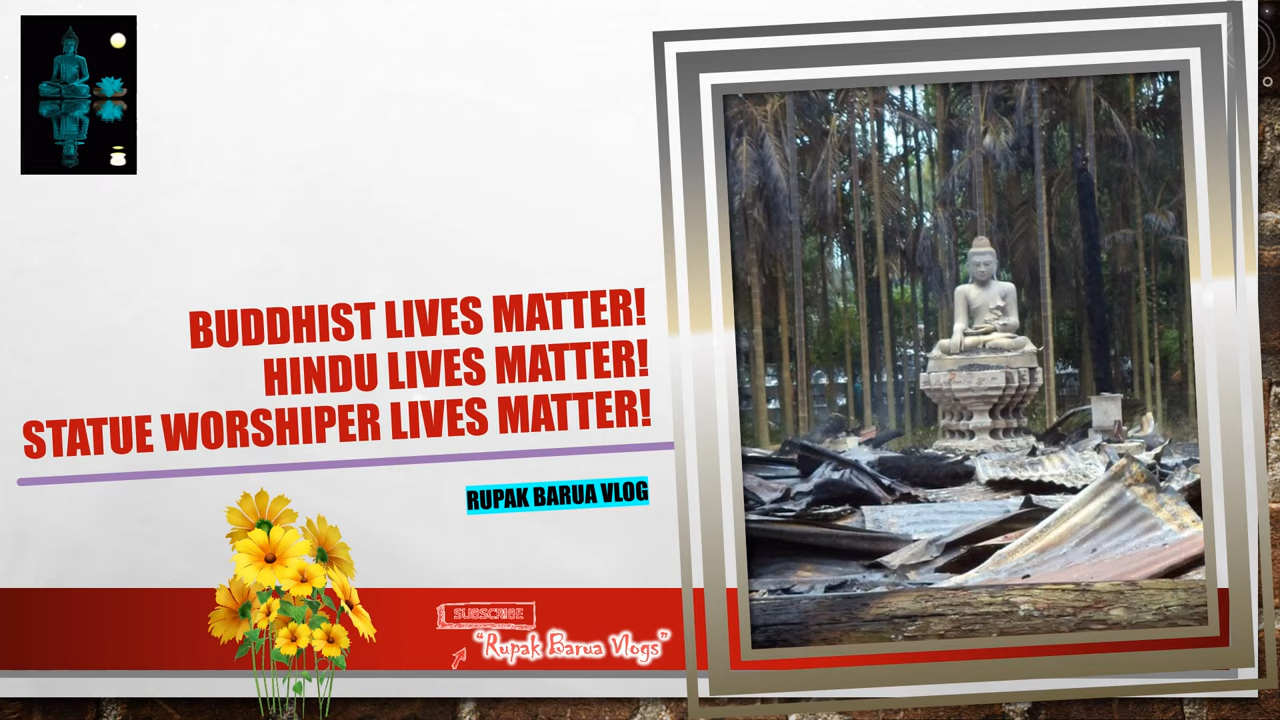 BUDDHIST LIVES MATTER!
HINDU LIVES MATTER!
STATUE WORSHIPER LIVES MATTER!
RUPAK BARUA VLOG
SUBSCRIBE
“Rupak Barua Vlogs”